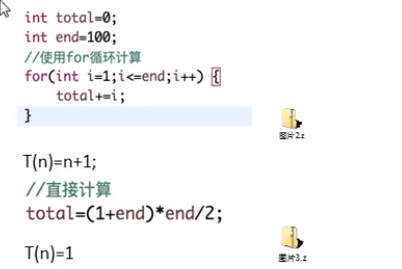 int total=0;
int end=100;
//使用for循环计算
for(int i=1;i<=end;i++) {
total+=i;
}
图片2.z
T(n)=n+1;
//直接计算
total=(1+end)*end/2;
图片3.z
T(n)=1